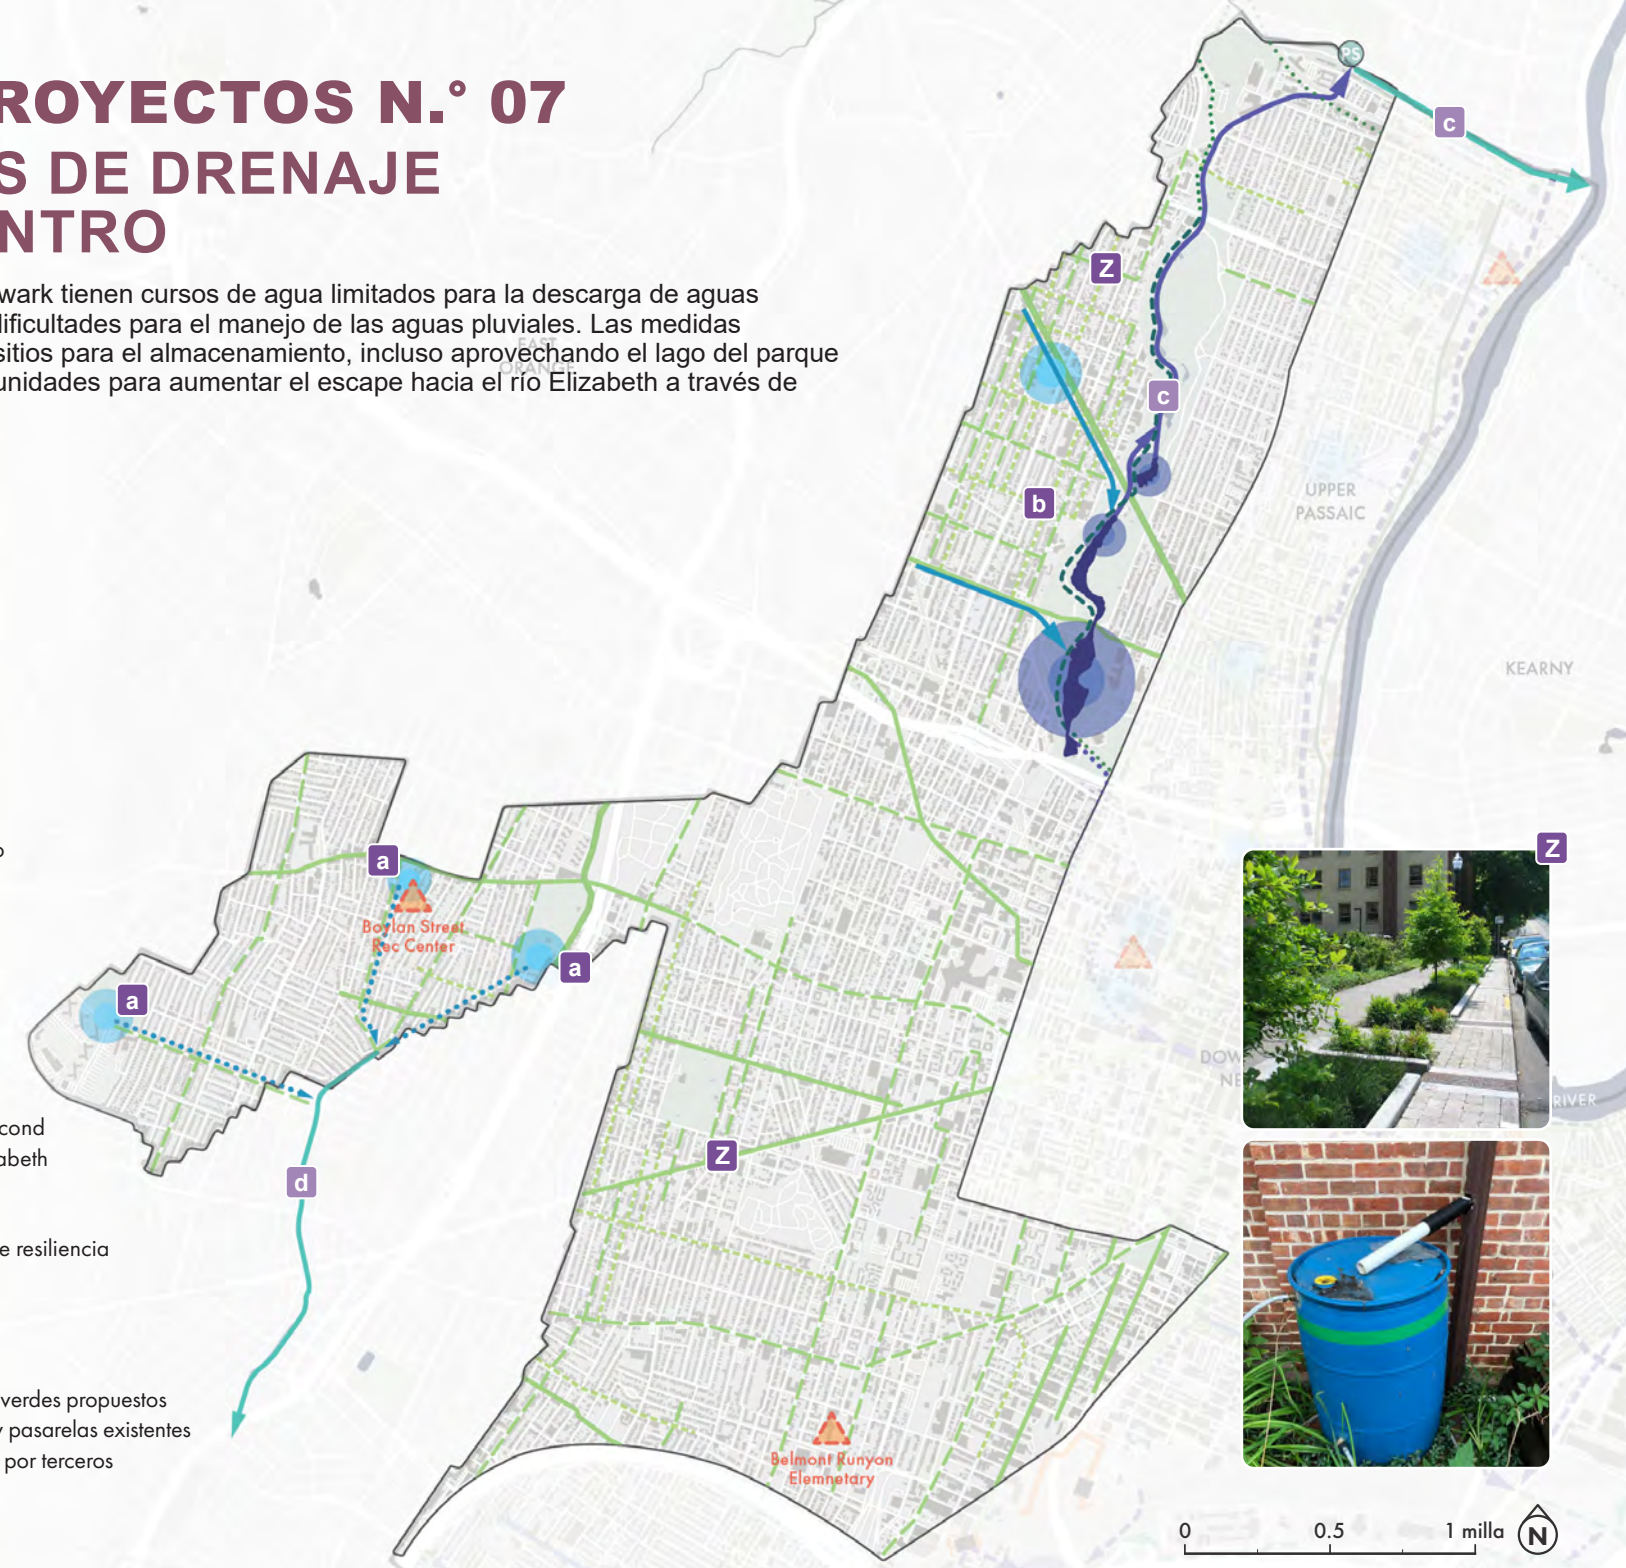 ROYECTOS N.° 07
S DE DRENAJE
NTRO
wark tienen cursos de agua limitados para la descarga de aguas
dificultades para el manejo de las aguas pluviales. Las medidas
sitios para el almacenamiento, incluso aprovechando el lago del parque
unidades para aumentar el escape hacia el río Elizabeth a través de
EAST
ORANGE
PS
c
Z
c
b
UPPER
PASSAIC
KEARNY
a
Boylan Street
Rec Center
a
a
Z
DOW
NE
RIVER
cond
abeth
d
Z
e resiliencia
verdes propuestos
y pasarelas existentes
por terceros
Belmont Runyon
Elemnetary
0 0.5 1 milla
N